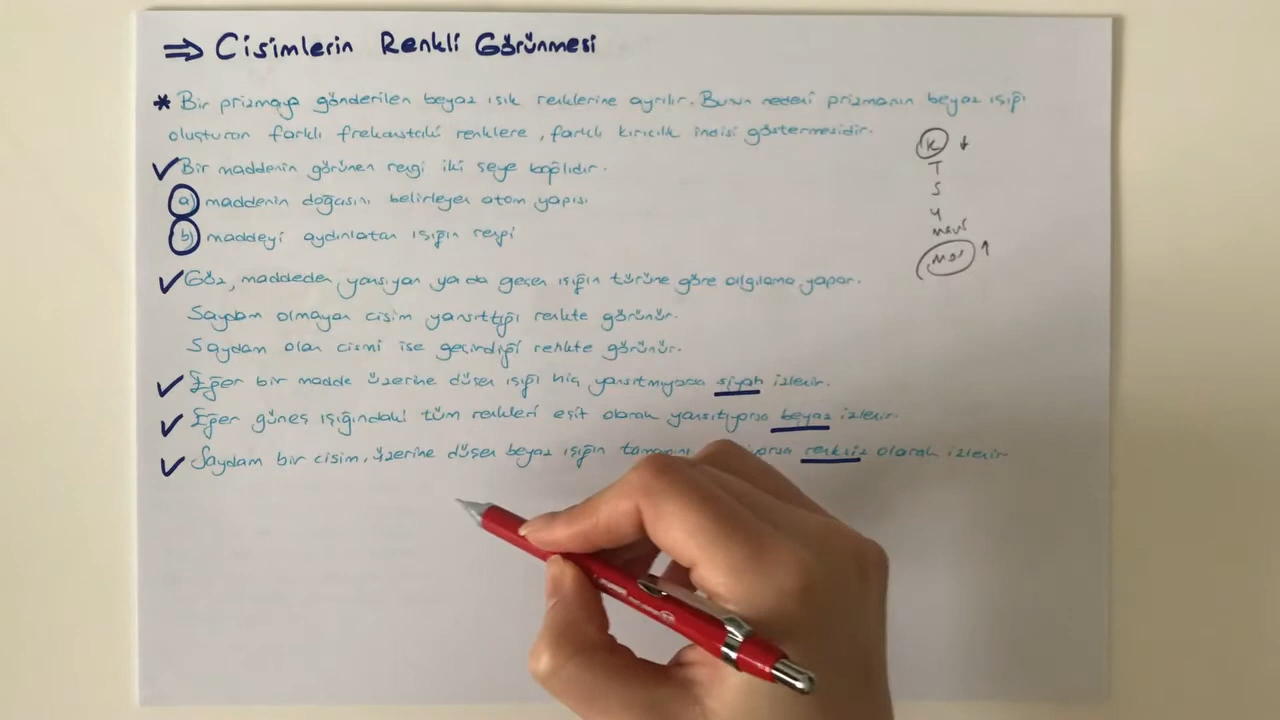 ⇒ Cisimlerin Renkli Görünmesi
* Bir prizmaya gönderilen beyaz ışık renklerine ayrılır. Bunun nedeni prizmanın beyaz ışığı
oluşturan farklı frekanstaki renklere, farklı kırıcılık indisi göstermesidir.
K ↓
T
S
Y
mavi
mor ↑
✓ Bir maddenin görünen rengi iki şeye bağlıdır.
a) maddenin doğasını belirleyen atom yapısı
b) maddeyi aydınlatan ışığın rengi
✓ Göz, maddeden yansıyan ya da geçen ışığın türüne göre algılama yapar.
Saydam olmayan cisim yansıttığı renkte görünür.
Saydam olan cismi ise geçirdiği renkte görünür.
✓ Eğer bir madde üzerine düşen ışığı hiç yansıtmıyorsa siyah izlenir.
✓ Eğer güneş ışığındaki tüm renkleri eşit olarak yansıtıyorsa beyaz izlenir.
✓ Saydam bir cisim, üzerine düşen beyaz ışığın tamamını renksiz olarak izlenir